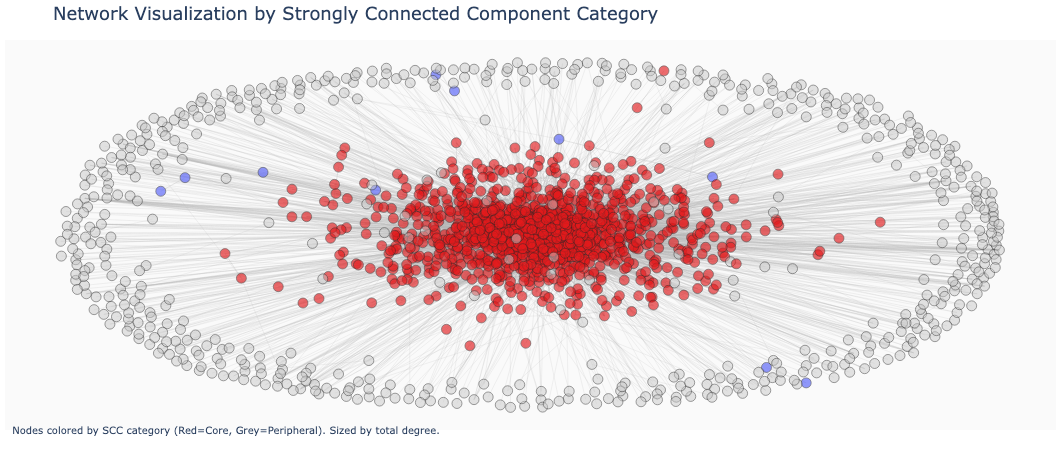 Network Visualization by Strongly Connected Component Category
Nodes colored by SCC category (Red=Core, Grey=Peripheral). Sized by total degree.